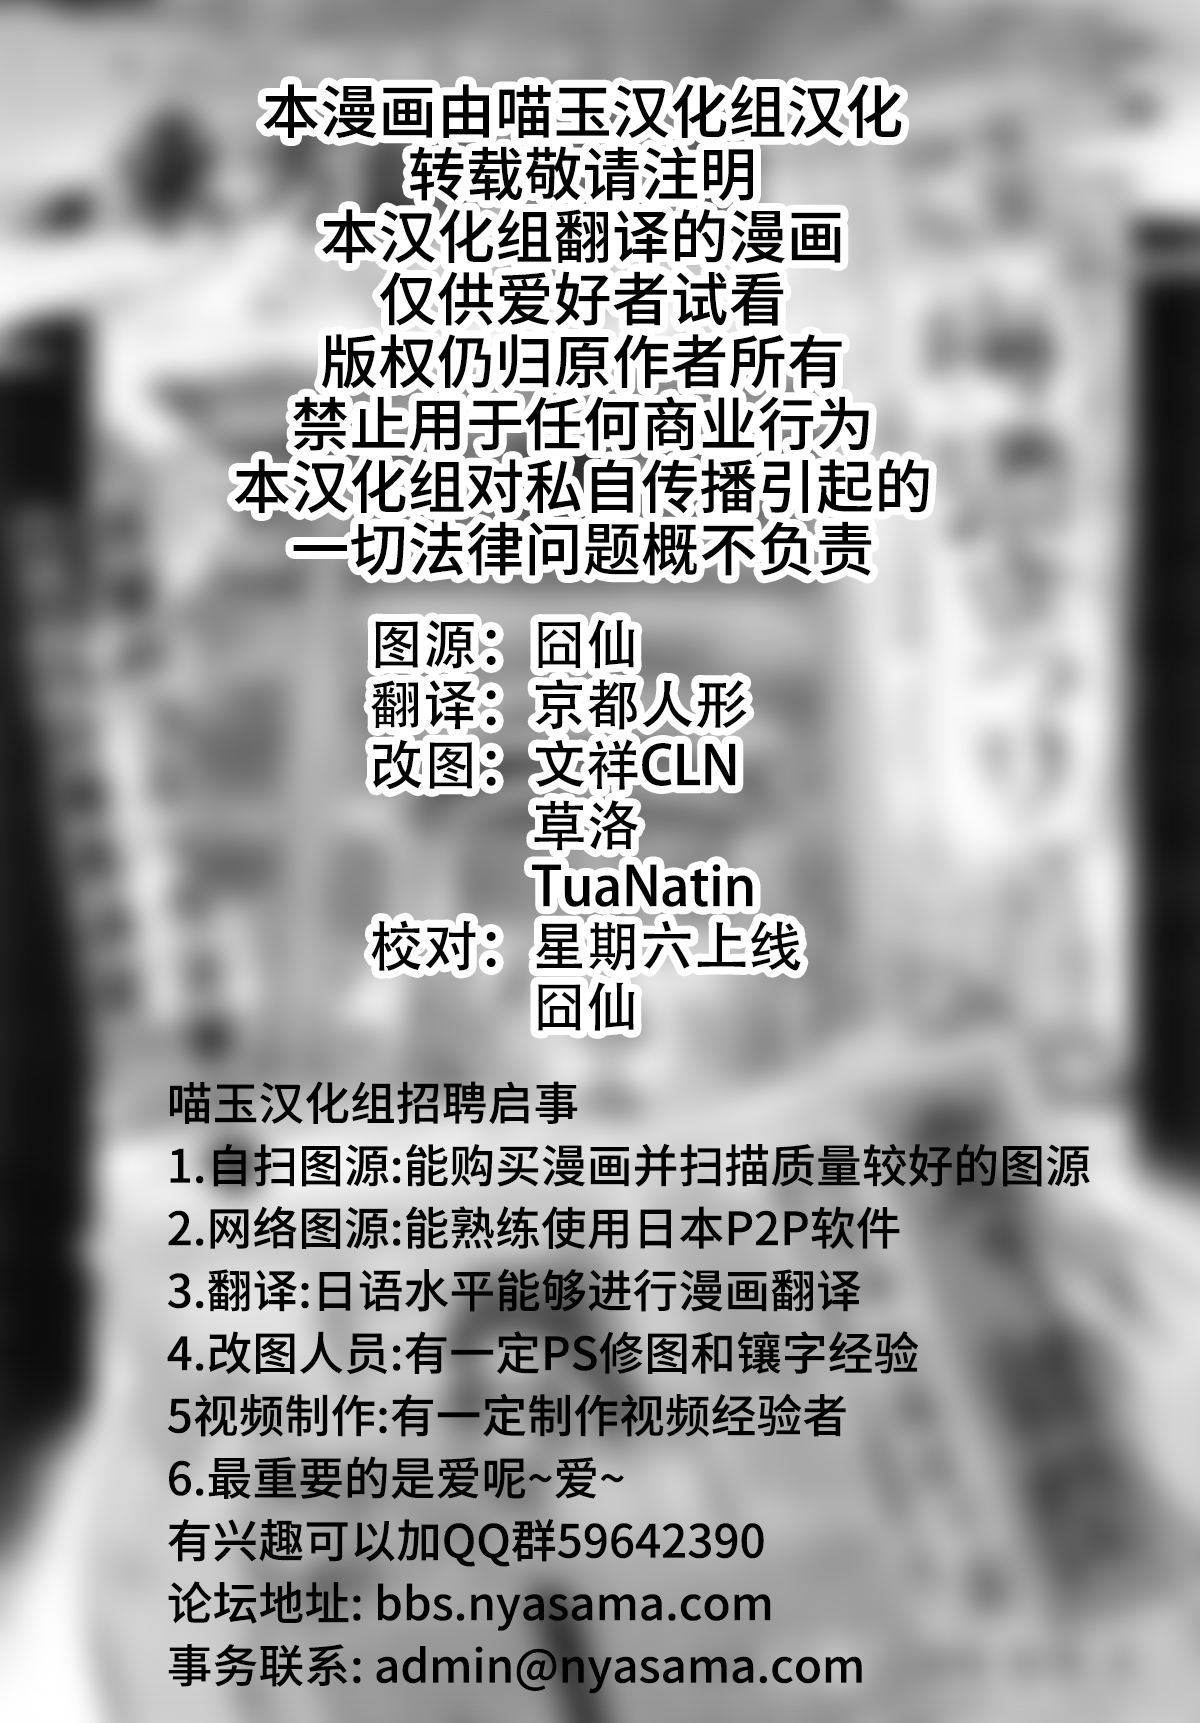 本漫画由喵玉汉化组汉化
转载敬请注明
本汉化组翻译的漫画
仅供爱好者试看
版权仍归原作者所有
禁止用于任何商业行为
本汉化组对私自传播引起的
一切法律问题概不负责
图源：囧仙
翻译：京都人形
改图：文祥CLN
草洛
TuaNatin
校对：星期六上线
囧仙
喵玉汉化组招聘启事
1.自扫图源:能购买漫画并扫描质量较好的图源
2.网络图源:能熟练使用日本P2P软件
3.翻译:日语水平能够进行漫画翻译
4.改图人员:有一定PS修图和镶字经验
5视频制作:有一定制作视频经验者
6.最重要的是爱呢~爱~
有兴趣可以加QQ群59642390
论坛地址: bbs.nyasama.com
事务联系: admin@nyasama.com